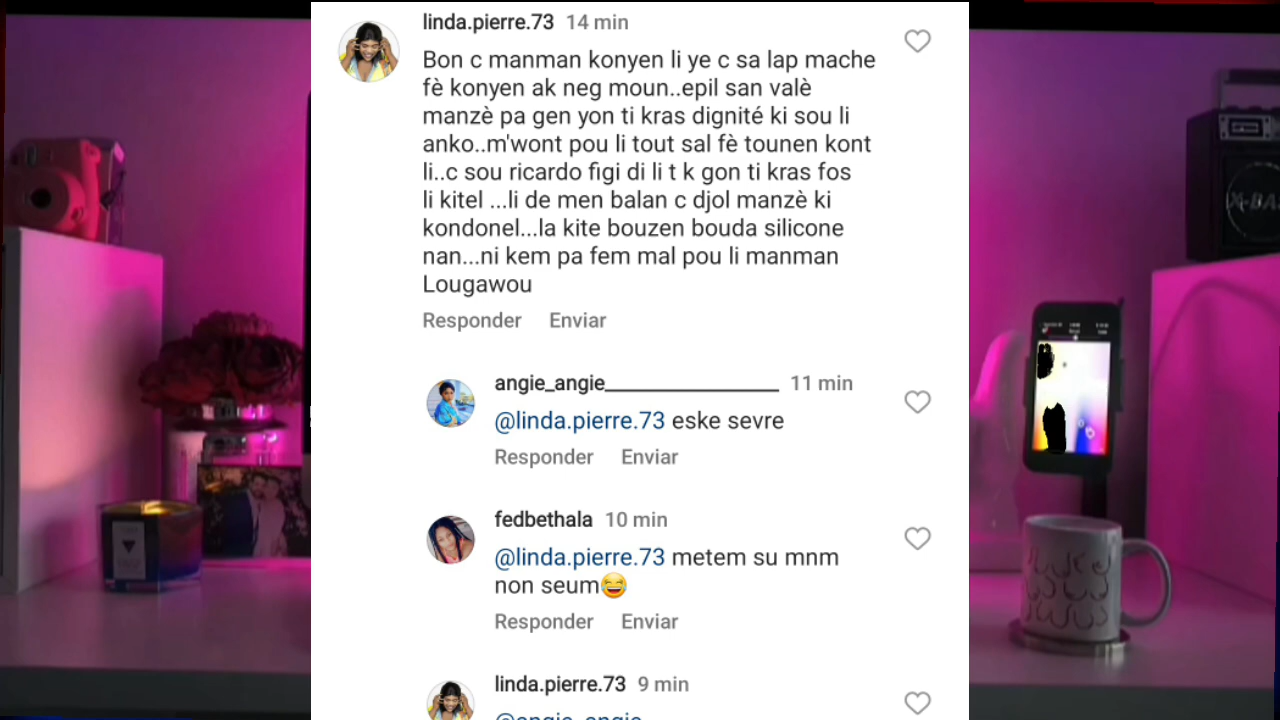 linda.pierre.73 14 min
Bon c manman konyen li ye c sa lap mache
fè konyen ak neg moun..epil san valè
manzè pa gen yon ti kras dignité ki sou li
anko..m'wont pou li tout sal fè tounen kont
li..c sou ricardo figi di li t k gon ti kras fos
li kitel ...li de men balan c djol manzè ki
kondonel...la kite bouzen bouda silicone
nan...ni kem pa fem mal pou li manman
Lougawou
Responder Enviar
angie_angie________________ 11 min
@linda.pierre.73 eske sevre
Responder Enviar
fedbethala 10 min
@linda.pierre.73 metem su mnm
non seum😂
Responder Enviar
linda.pierre.73 9 min
@angie_angie